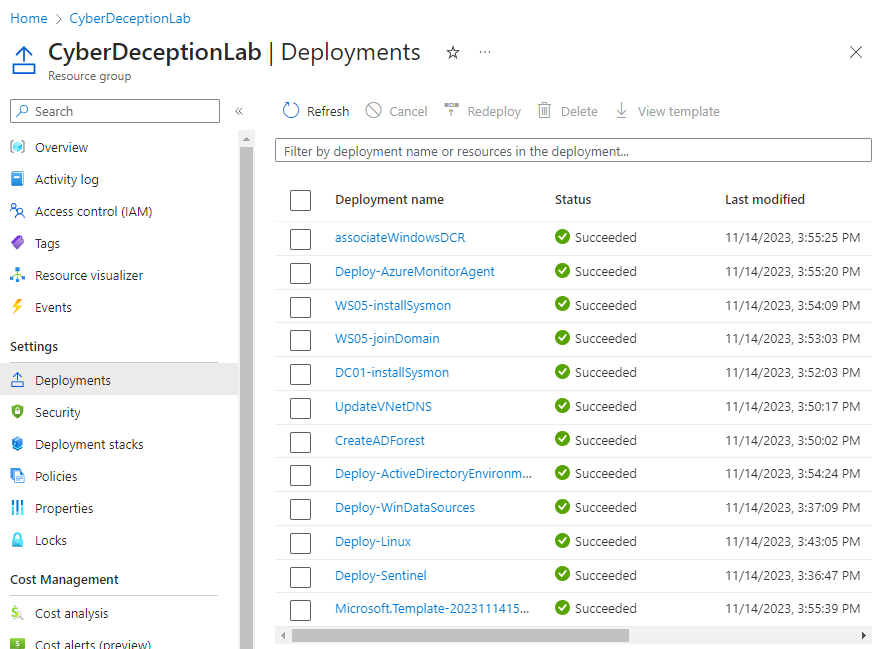 Home > CyberDeceptionLab
CyberDeceptionLab | Deployments ☆ ...
Resource group
Search «
Overview
Activity log
Access control (IAM)
Tags
Resource visualizer
Events
Settings
Deployments
Security
Deployment stacks
Policies
Properties
Locks
Cost Management
Cost analysis
Cost alerts (preview)
Refresh Cancel Redeploy Delete View template
Filter by deployment name or resources in the deployment...
Deployment name Status Last modified
associateWindowsDCR Succeeded 11/14/2023, 3:55:25 PM
Deploy-AzureMonitorAgent Succeeded 11/14/2023, 3:55:20 PM
WS05-installSysmon Succeeded 11/14/2023, 3:54:09 PM
WS05-joinDomain Succeeded 11/14/2023, 3:53:03 PM
DC01-installSysmon Succeeded 11/14/2023, 3:52:03 PM
UpdateVNetDNS Succeeded 11/14/2023, 3:50:17 PM
CreateADForest Succeeded 11/14/2023, 3:50:02 PM
Deploy-ActiveDirectoryEnvironm... Succeeded 11/14/2023, 3:54:24 PM
Deploy-WinDataSources Succeeded 11/14/2023, 3:37:09 PM
Deploy-Linux Succeeded 11/14/2023, 3:43:05 PM
Deploy-Sentinel Succeeded 11/14/2023, 3:36:47 PM
Microsoft.Template-2023111415... Succeeded 11/14/2023, 3:55:39 PM